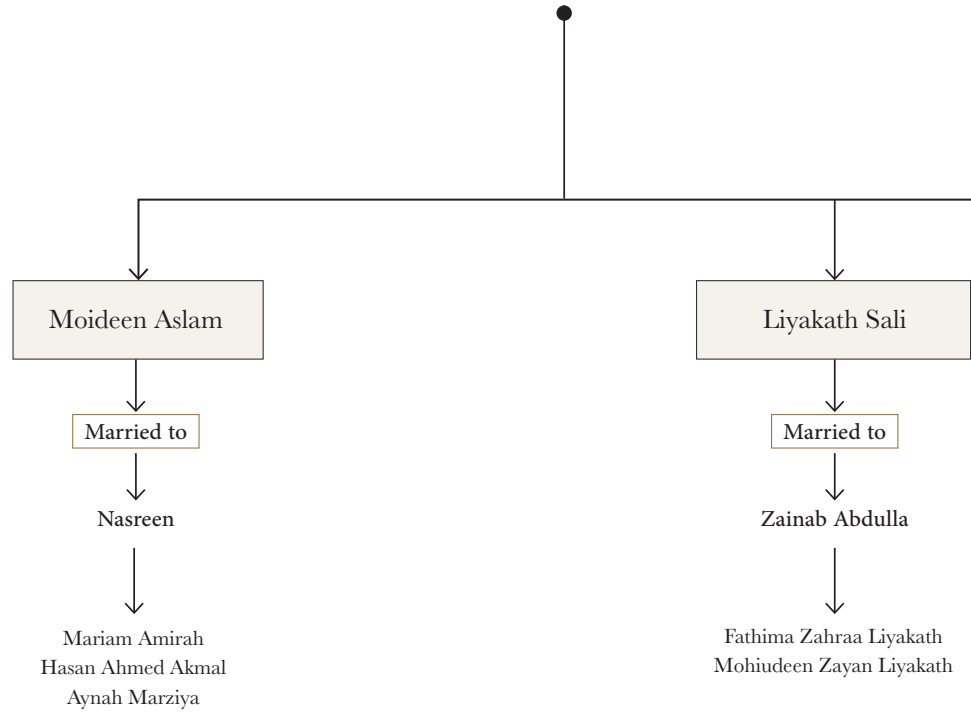 Moideen Aslam
Married to
Nasreen
Mariam Amirah
Hasan Ahmed Akmal
Aynah Marziya
Liyakath Sali
Married to
Zainab Abdulla
Fathima Zahraa Liyakath
Mohiudeen Zayan Liyakath